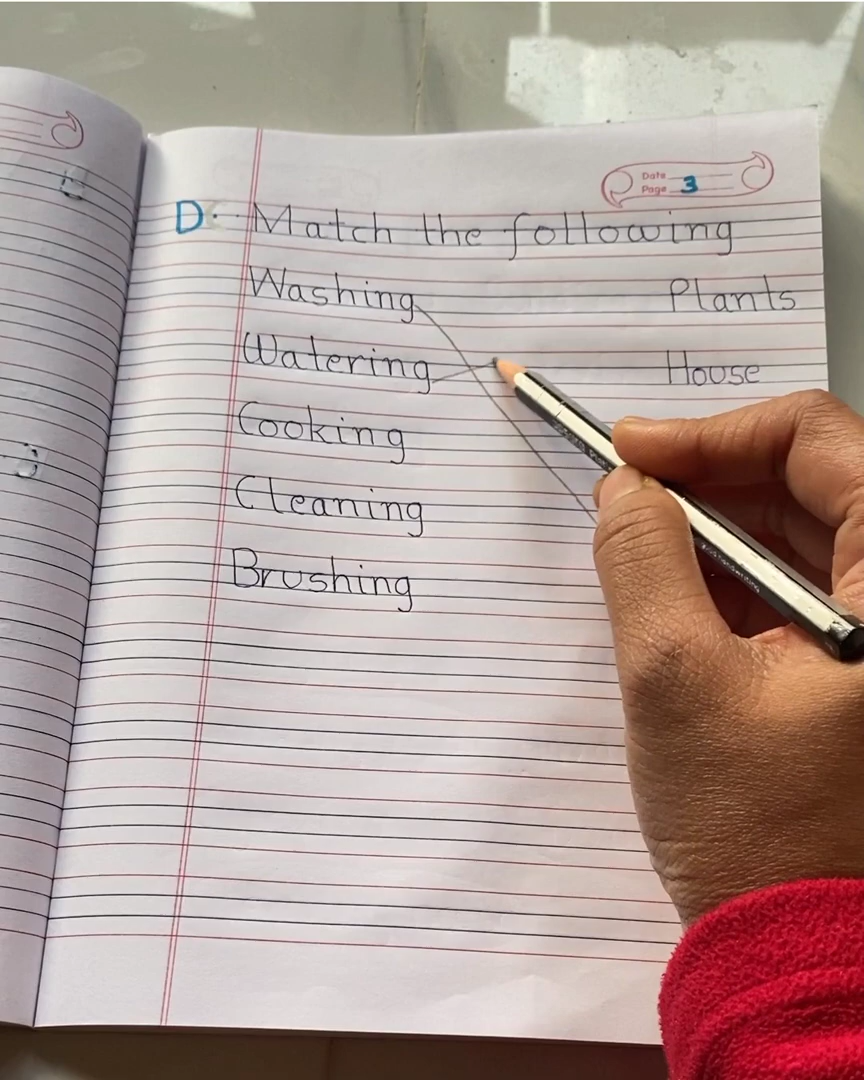 Date
Page 3
D. Match the following
Washing Plants
Watering House
Cooking
Cleaning
Brushing